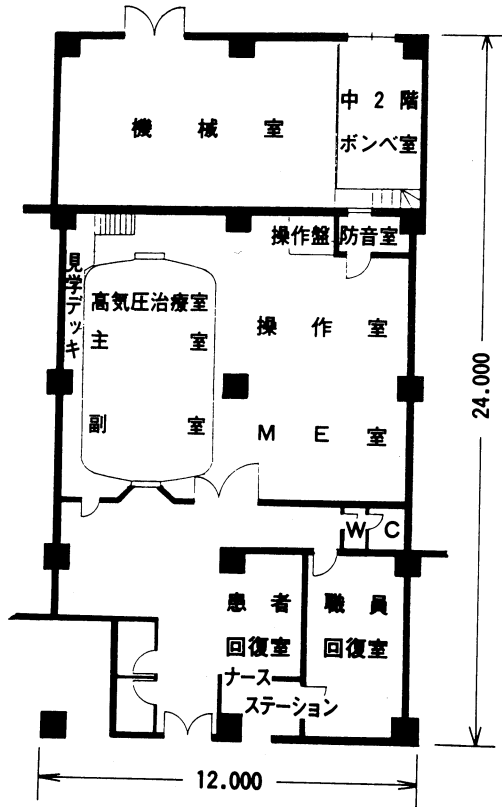 機械室
中2階
ボンベ室
操作盤
防音室
見学デッキ
高気圧治療室
主室
操作室
副室
ME室
WC
患者
回復室
職員
回復室
ナース
ステーション
24.000
12.000